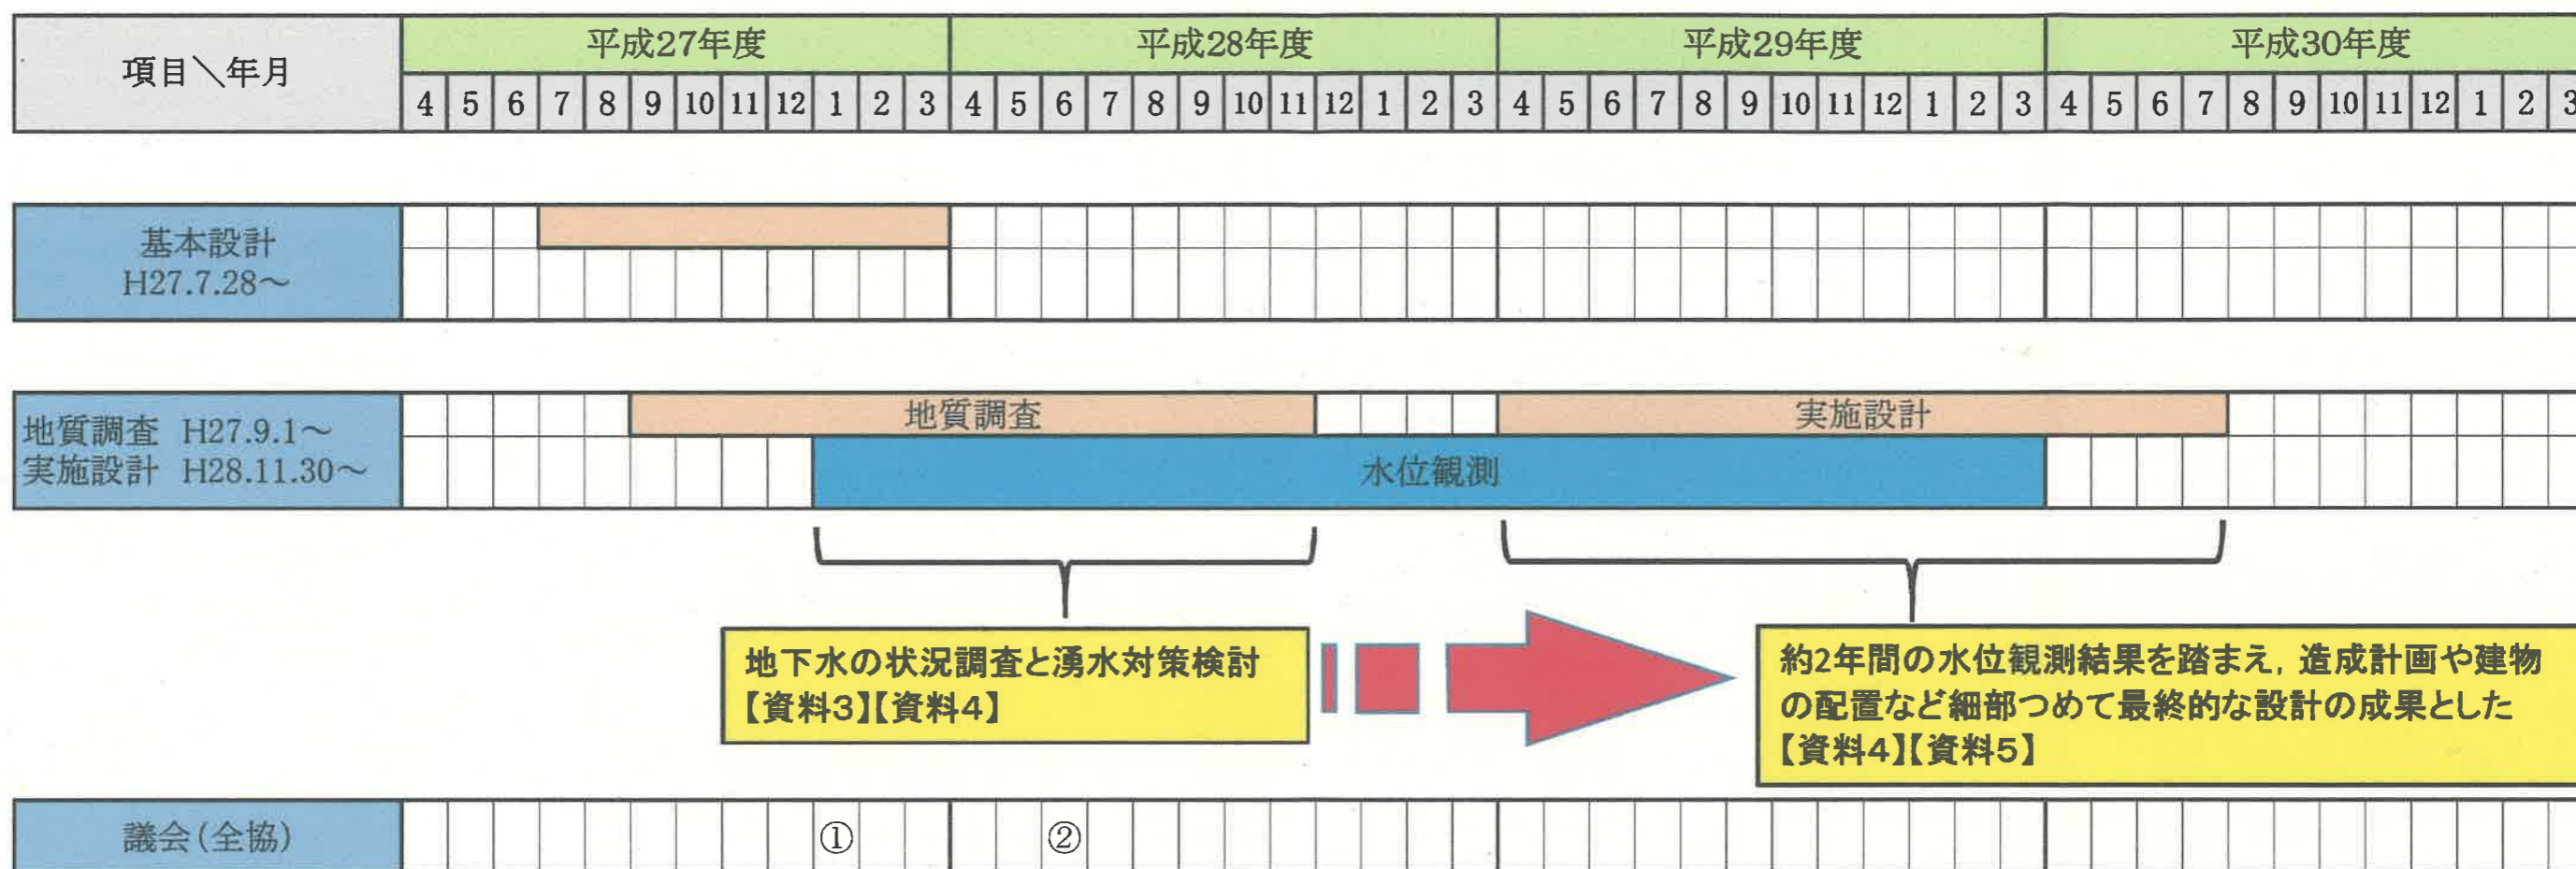 項目＼年月
平成27年度 平成28年度 平成29年度 平成30年度
4 5 6 7 8 9 10 11 12 1 2 3 4 5 6 7 8 9 10 11 12 1 2 3 4 5 6 7 8 9 10 11 12 1 2 3 4 5 6 7 8 9 10 11 12 1 2 3
基本設計
H27.7.28～
地質調査 H27.9.1～
実施設計 H28.11.30～
地質調査 実施設計
水位観測
地下水の状況調査と湧水対策検討
【資料3】【資料4】
約2年間の水位観測結果を踏まえ，造成計画や建物
の配置など細部つめて最終的な設計の成果とした
【資料4】【資料5】
議会(全協)
① ②